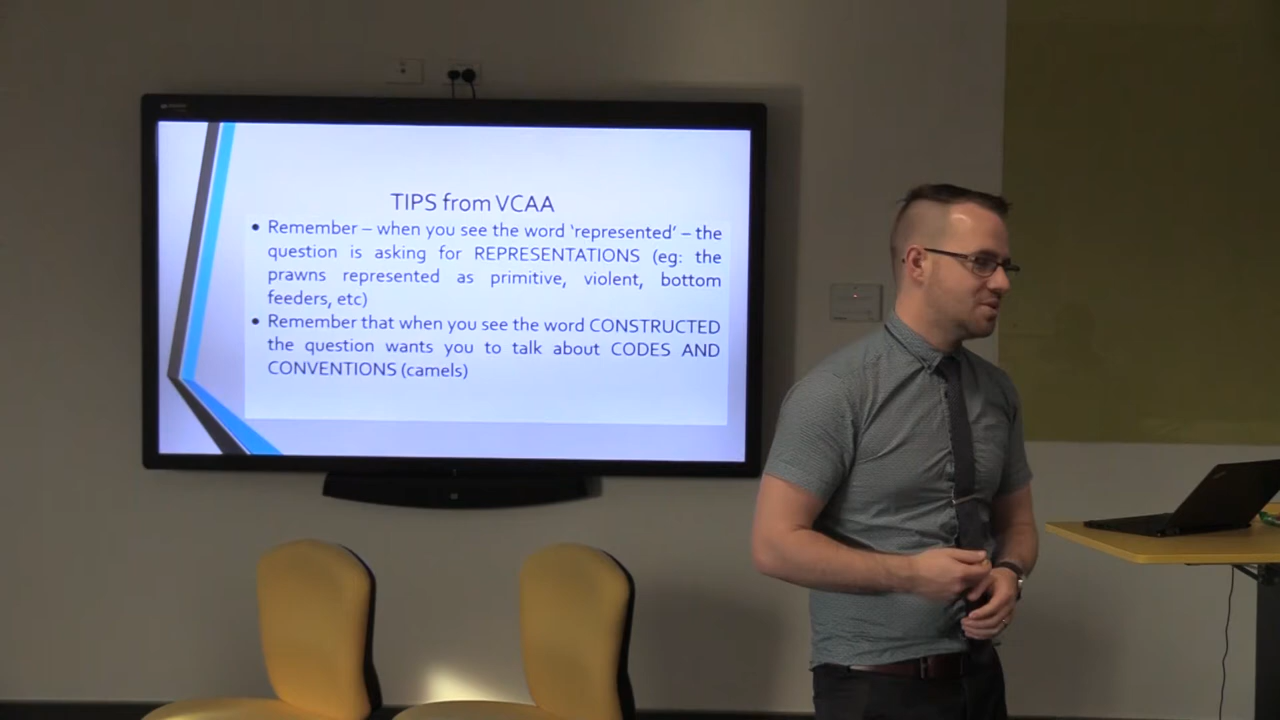 TIPS from VCAA
• Remember – when you see the word ‘represented’ – the
question is asking for REPRESENTATIONS (eg: the
prawns represented as primitive, violent, bottom
feeders, etc)
• Remember that when you see the word CONSTRUCTED
the question wants you to talk about CODES AND
CONVENTIONS (camels)